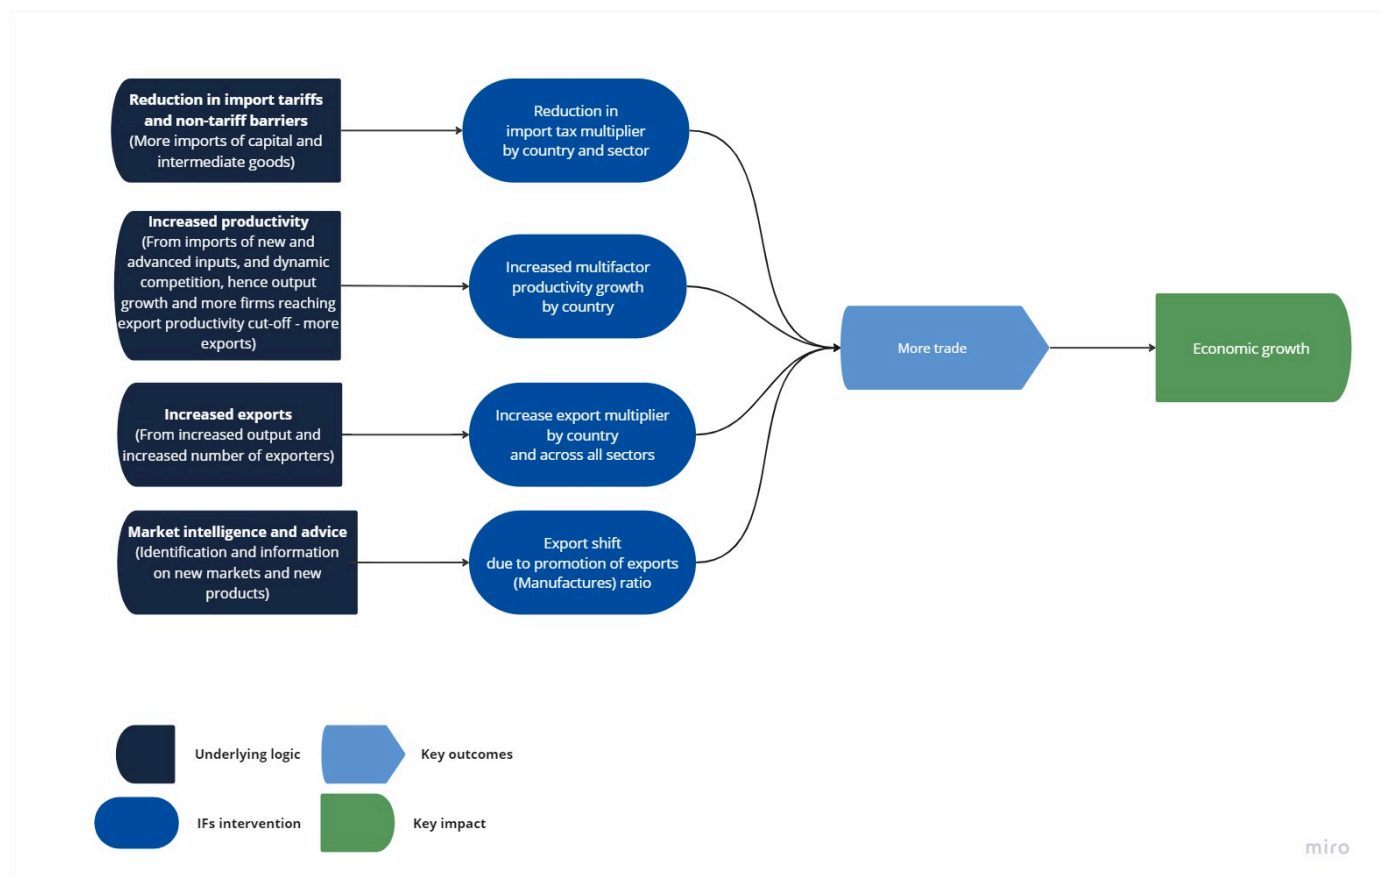 Reduction in import tariffs
and non-tariff barriers
(More imports of capital and
intermediate goods)
Reduction in
import tax multiplier
by country and sector
Increased productivity
(From imports of new and
advanced inputs, and dynamic
competition, hence output
growth and more firms reaching
export productivity cut-off - more
exports)
Increased multifactor
productivity growth
by country
More trade
Economic growth
Increased exports
(From increased output and
increased number of exporters)
Increase export multiplier
by country
and across all sectors
Market intelligence and advice
(Identification and information
on new markets and new
products)
Export shift
due to promotion of exports
(Manufactures) ratio
Underlying logic
Key outcomes
IFs intervention
Key impact
miro